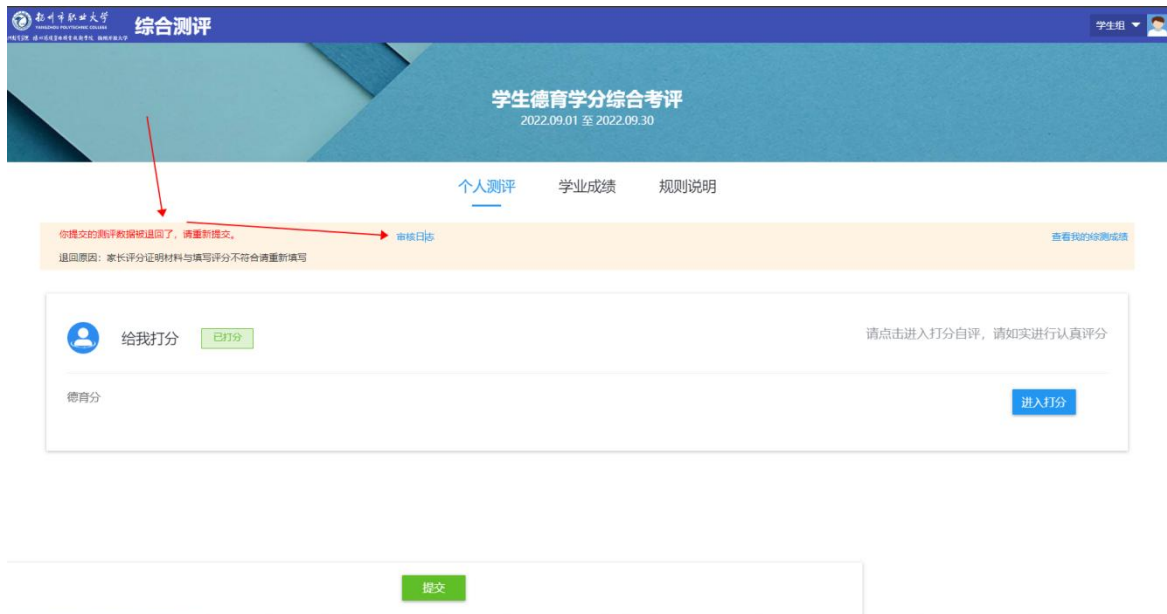 扬州市职业大学
YANGZHOU POLYTECHNIC COLLEGE
综合测评
学生组
学生德育学分综合考评
2022.09.01 至 2022.09.30
个人测评
学业成绩
规则说明
你提交的测评数据被退回了，请重新提交。
审核日志
查看我的综测成绩
退回原因：家长评分证明材料与填写评分不符合请重新填写
给我打分
已打分
请点击进入打分自评，请如实进行认真评分
德育分
进入打分
提交